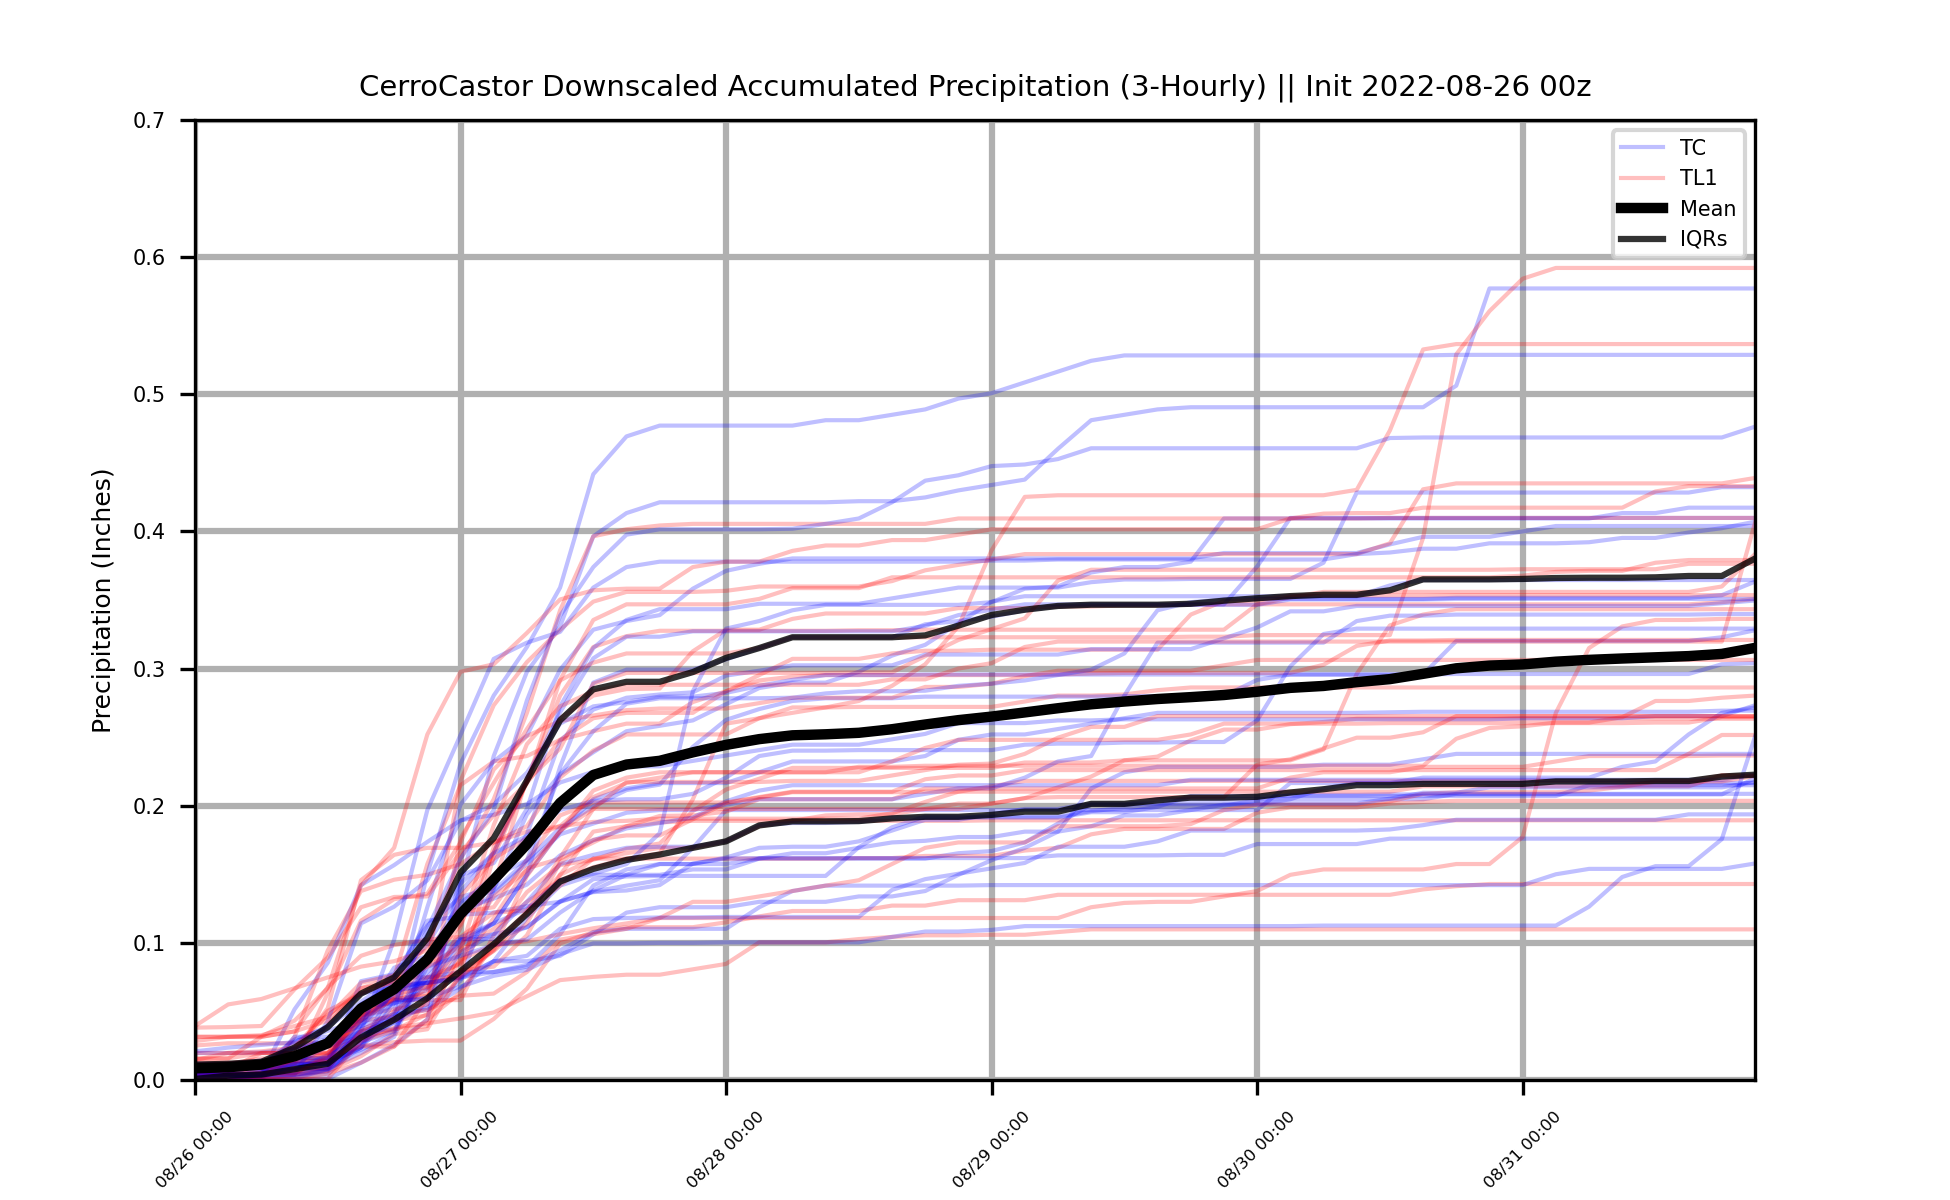 CerroCastor Downscaled Accumulated Precipitation (3-Hourly) || Init 2022-08-26 00z
0.7
0.6
0.5
0.4
0.3
0.2
0.1
0.0
Precipitation (Inches)
TC
TL1
Mean
IQRs
08/26 00:00
08/27 00:00
08/28 00:00
08/29 00:00
08/30 00:00
08/31 00:00